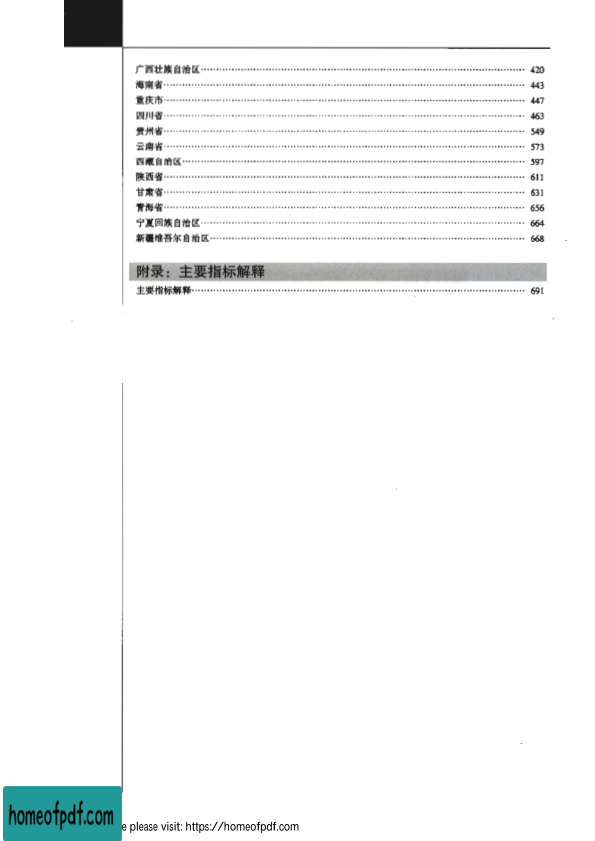 广西壮族自治区 420
海南省 443
重庆市 447
四川省 463
贵州省 549
云南省 573
西藏自治区 597
陕西省 611
甘肃省 631
青海省 656
宁夏回族自治区 664
新疆维吾尔自治区 668
附录：主要指标解释
主要指标解释 691
homeofpdf.com
e please visit: https://homeofpdf.com